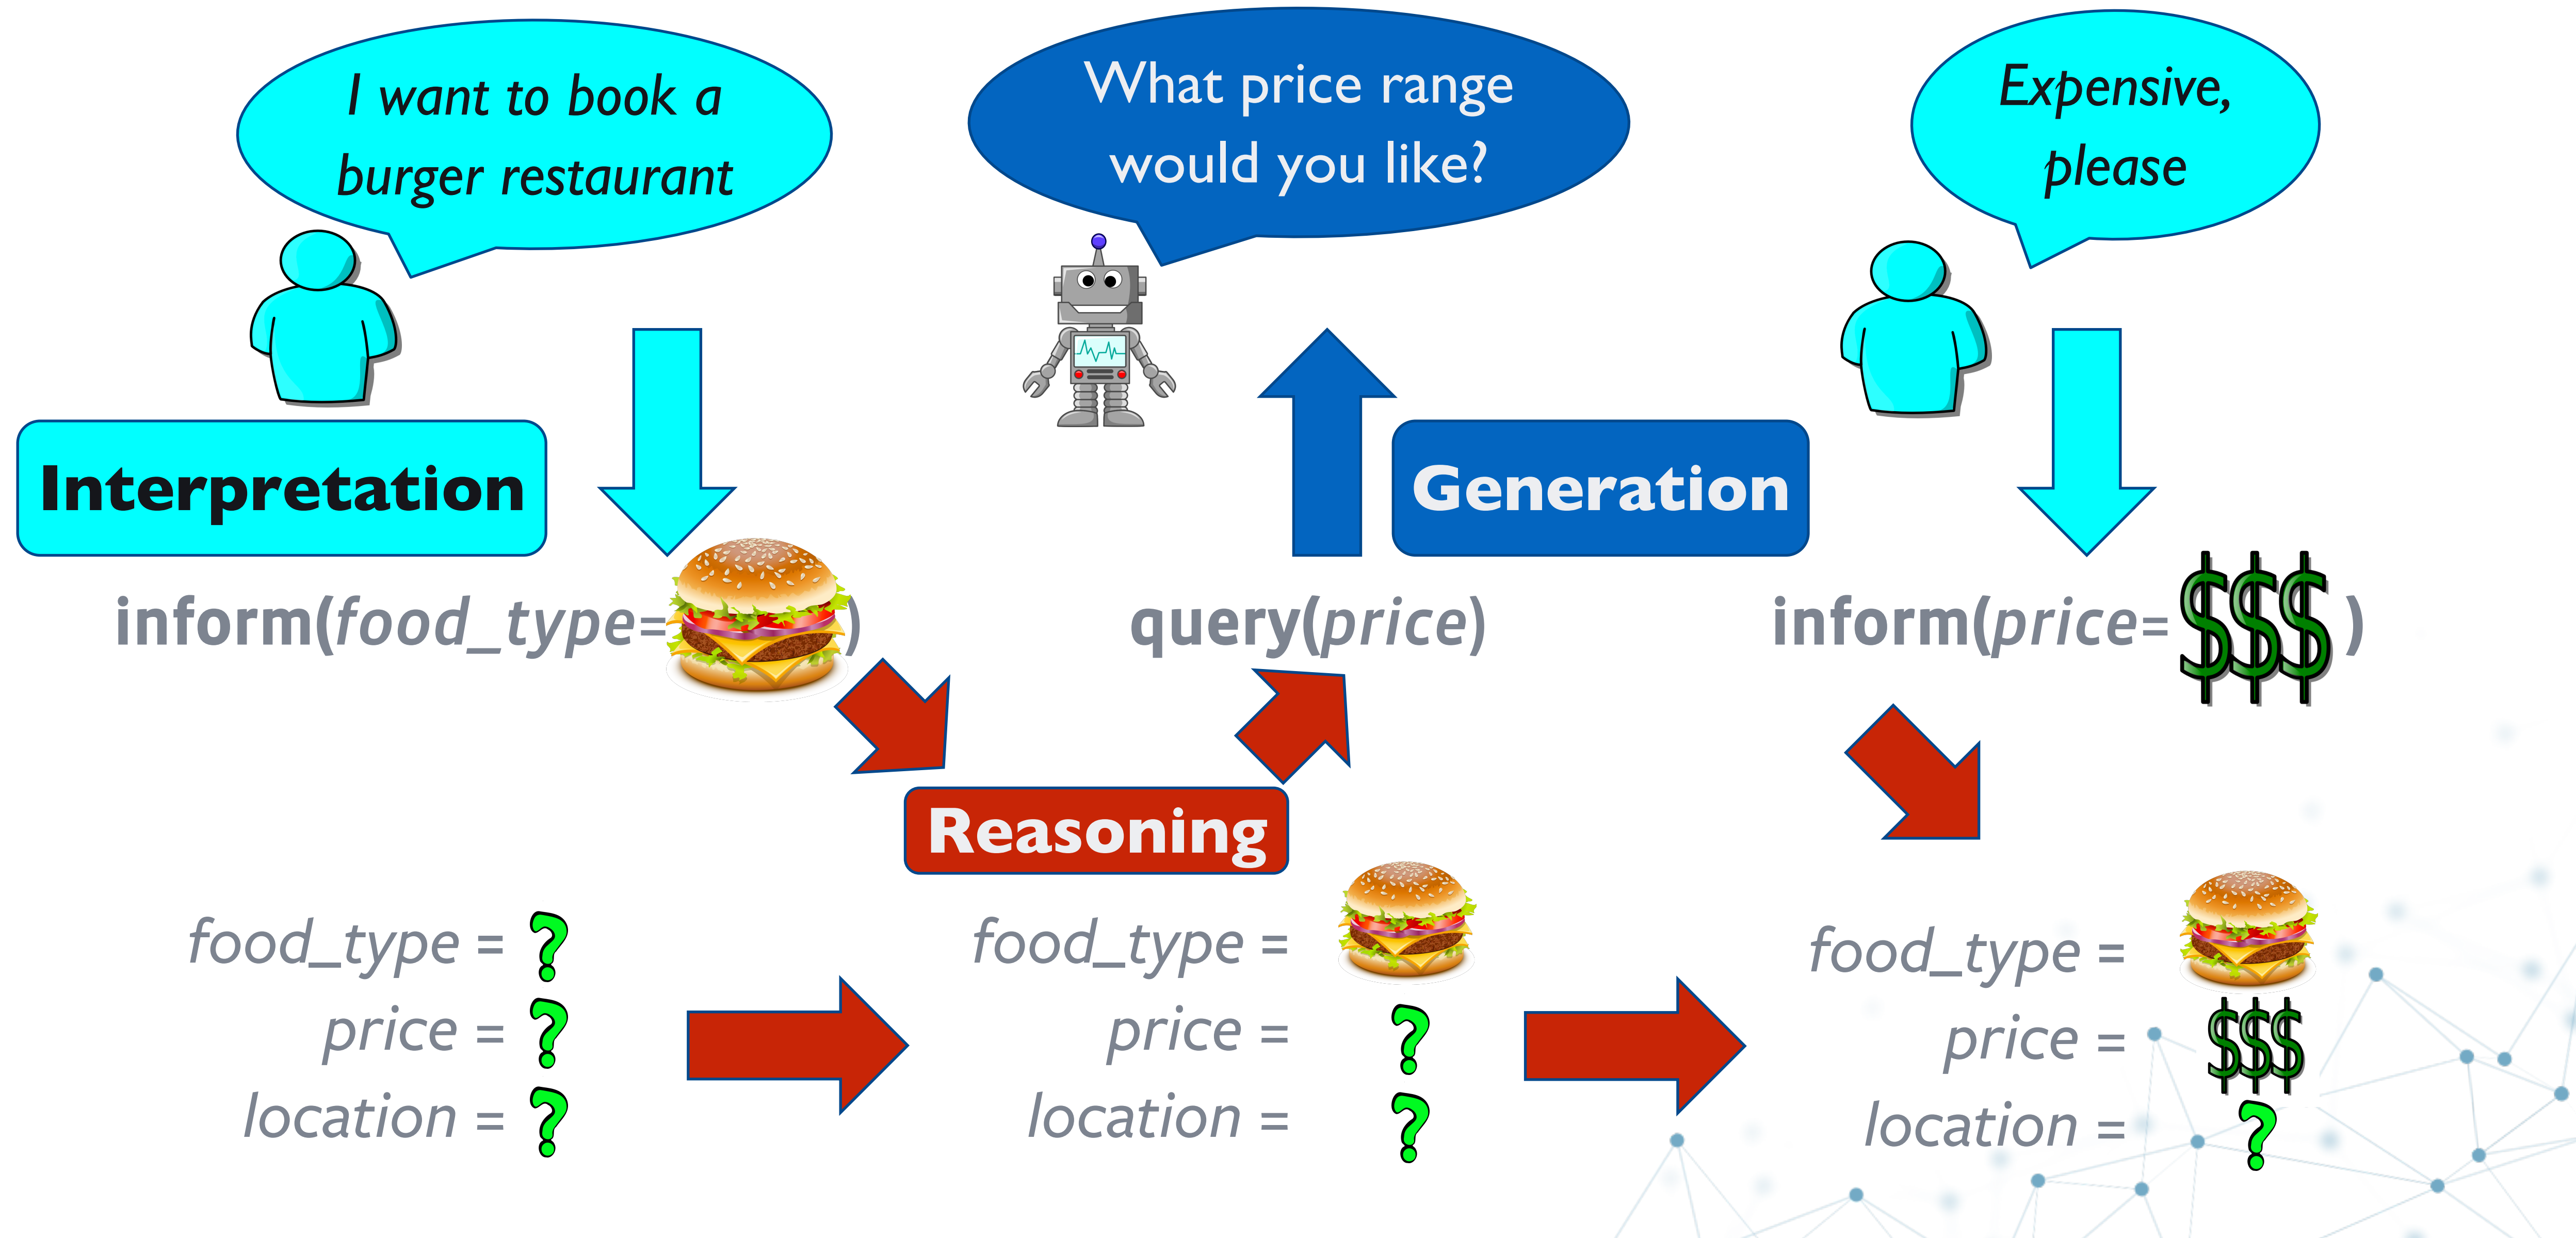 I want to book a
burger restaurant
What price range
would you like?
Expensive,
please
Interpretation
Generation
inform(food_type= )
query(price)
inform(price=$$$)
Reasoning
food_type = ?
price = ?
location = ?
food_type =
price = ?
location = ?
food_type =
price = $$$
location = ?